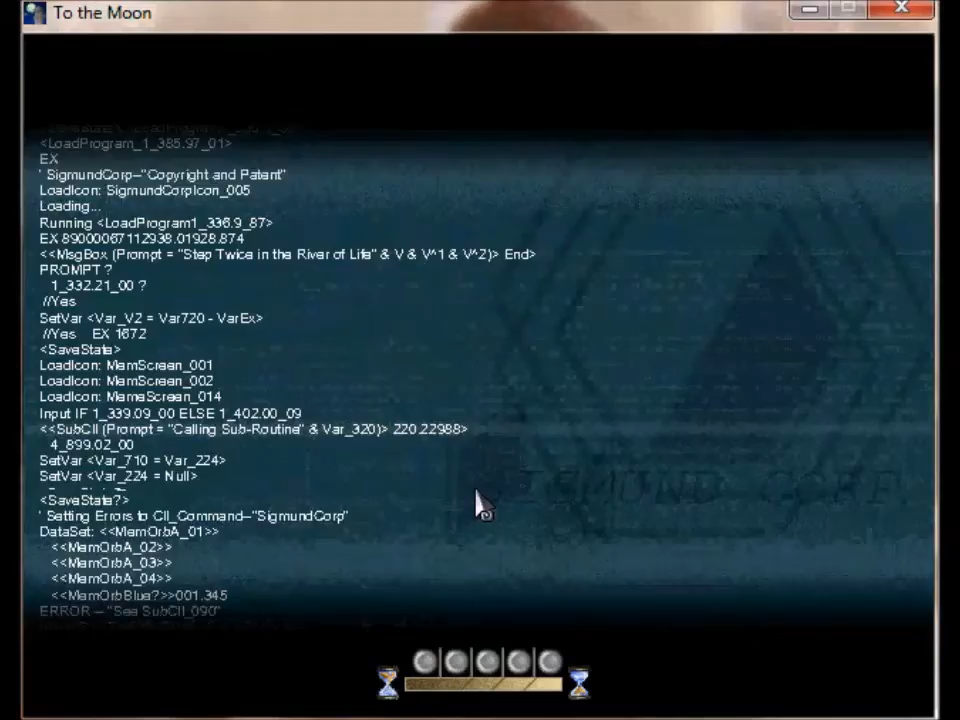 To the Moon
<LoadProgram_1_385.97_01>
EX
' SigmundCorp--"Copyright and Patent"
LoadIcon: SigmundCorpIcon_005
Loading...
Running <LoadProgram1_336.9_87>
EX 89000067112938.01928.874
<<MsgBox (Prompt = "Step Twice in the River of Life" & V & V^1 & V^2)> End>
PROMPT ?
1_332.21_00 ?
//Yes
SetVar <Var_V2 = Var720 - VarEx>
//Yes EX 1672
<SaveState>
LoadIcon: MemScreen_001
LoadIcon: MemScreen_002
LoadIcon: MemeScreen_014
Input IF 1_339.09_00 ELSE 1_402.00_09
<<SubCll (Prompt = "Calling Sub-Routine" & Var_320)> 220.22988>
4_899.02_00
SetVar <Var_710 = Var_224>
SetVar <Var_224 = Null>
<SaveState?>
' Setting Errors to Cll_Command--"SigmundCorp"
DataSet: <<MemOrbA_01>>
<<MemOrbA_02>>
<<MemOrbA_03>>
<<MemOrbA_04>>
<<MemOrbBlue?>>001.345
ERROR -- "See SubCll_090"